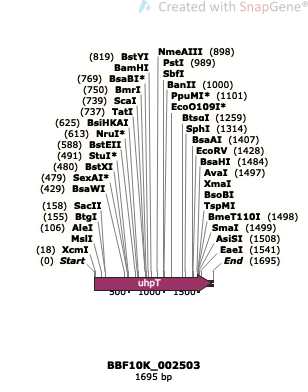 Created with SnapGene®
(819) BstYI
BamHI
(769) BsaBI*
(750) BmrI
(739) ScaI
(737) TatI
(625) BsiHKAI
(613) NruI*
(588) BstEII
(491) StuI*
(480) BstXI
(479) SexAI*
(429) BsaWI
(158) SacII
(155) BtgI
(106) AleI
MslI
(18) XcmI
(0) Start
NmeAIII (898)
PstI (989)
SbfI
BanII (1000)
PpuMI* (1101)
EcoO109I*
BtsαI (1259)
SphI (1314)
BsaAI (1407)
EcoRV (1428)
BsaHI (1484)
AvaI (1497)
XmaI
BsoBI
TspMI
BmeT110I (1498)
SmaI (1499)
AsiSI (1508)
EaeI (1541)
End (1695)
uhpT
500 1000 1500
BBF10K_002503
1695 bp